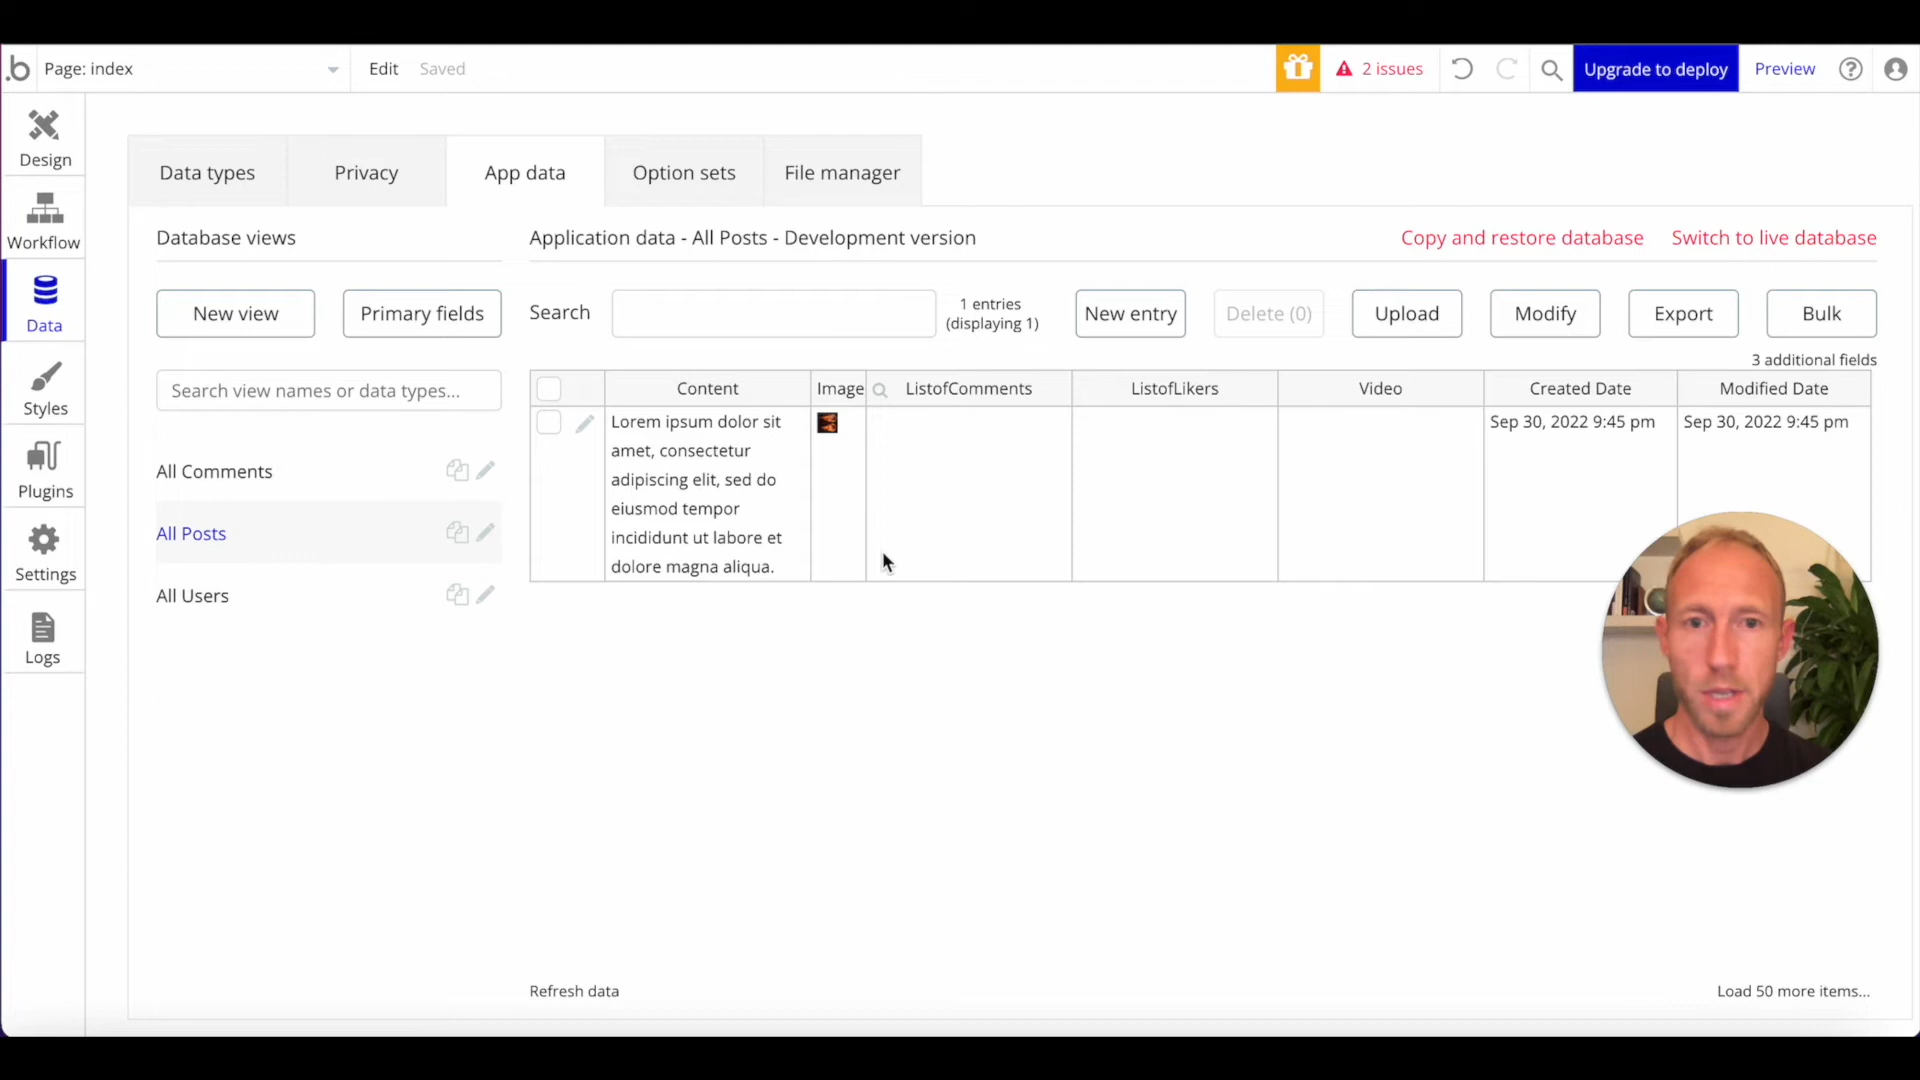 .b
Page: index
Edit
Saved
2 issues
Upgrade to deploy
Preview
?
Design
Workflow
Data
Styles
Plugins
Settings
Logs
Data types
Privacy
App data
Option sets
File manager
Database views
Application data - All Posts - Development version
Copy and restore database
Switch to live database
New view
Primary fields
Search
1 entries
(displaying 1)
New entry
Delete (0)
Upload
Modify
Export
Bulk
3 additional fields
Search view names or data types...
All Comments
All Posts
All Users
Content
Image
ListofComments
ListofLikers
Video
Created Date
Modified Date
Lorem ipsum dolor sit
amet, consectetur
adipiscing elit, sed do
eiusmod tempor
incididunt ut labore et
dolore magna aliqua.
Sep 30, 2022 9:45 pm
Sep 30, 2022 9:45 pm
Refresh data
Load 50 more items...